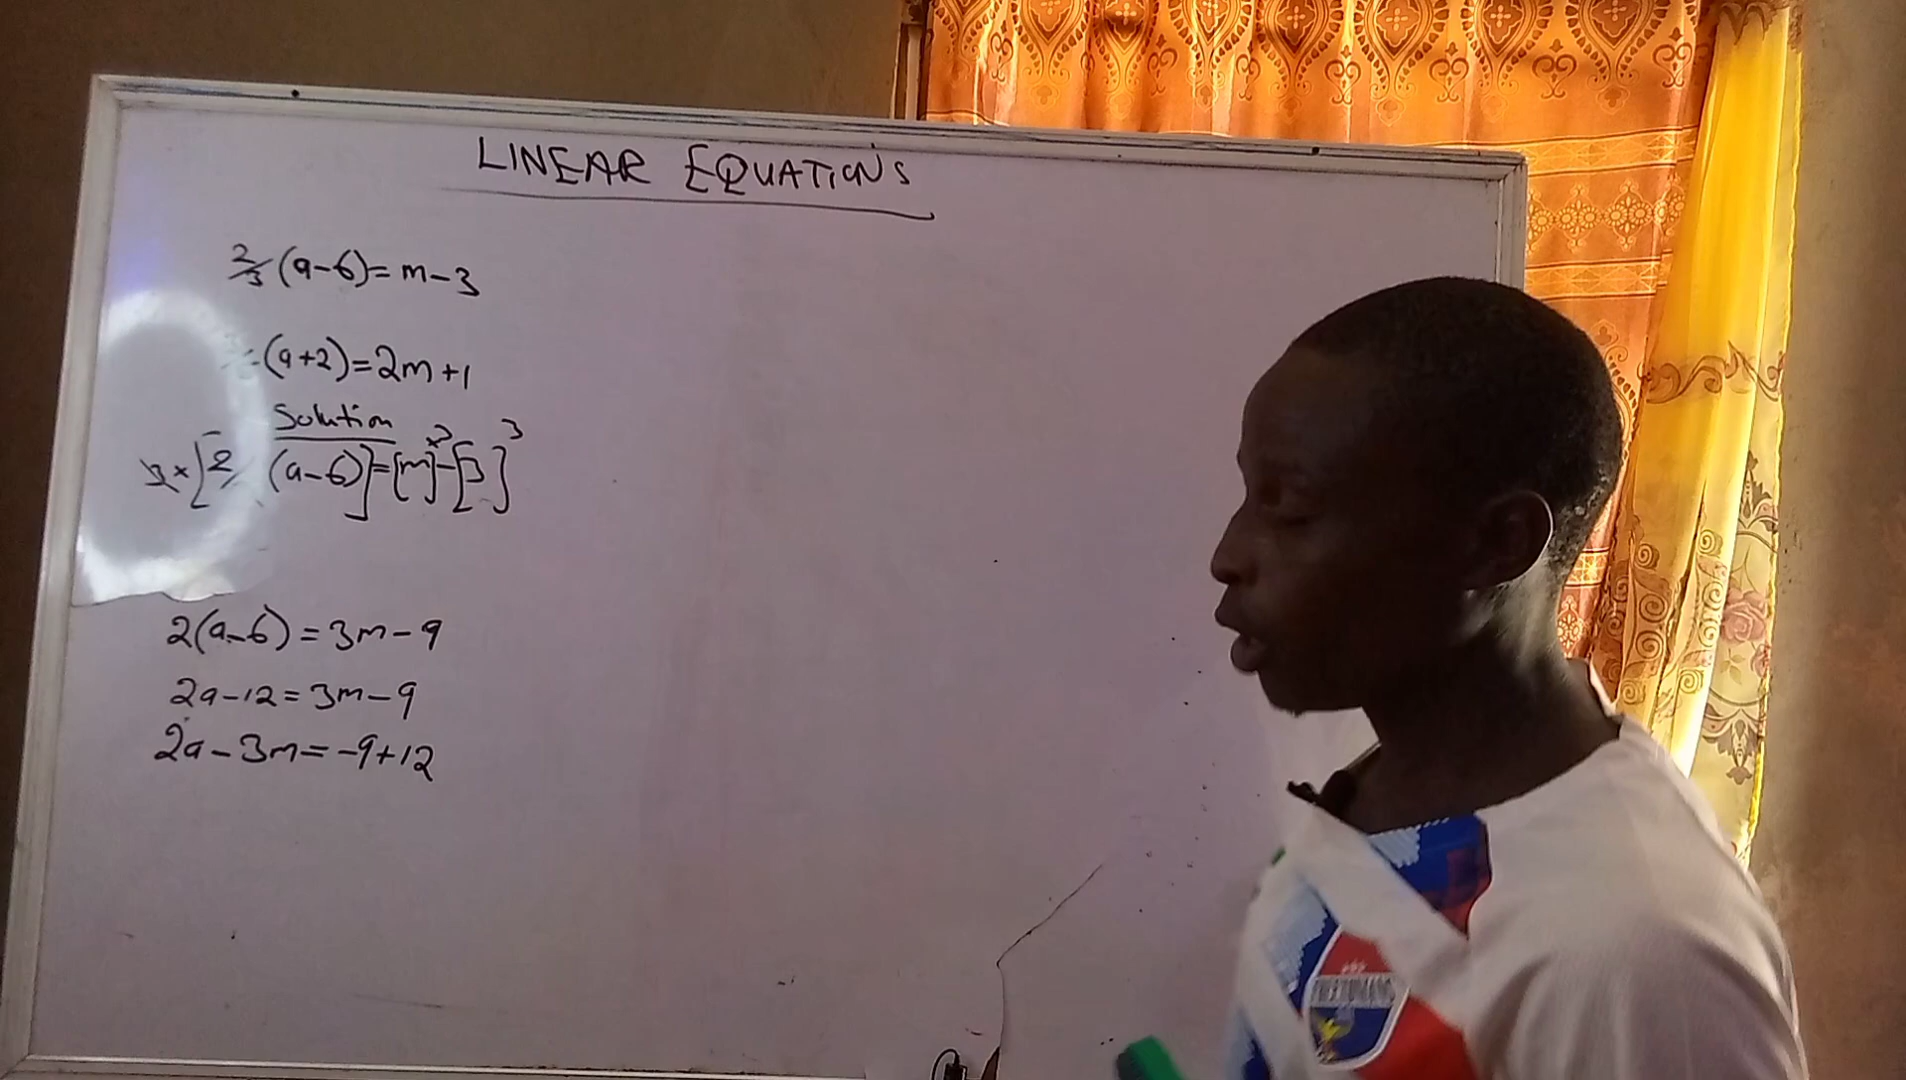 LINEAR EQUATIONS
2/3 (a-6) = m-3
(a+2) = 2m+1
Solution
3 × [2/ (a-6)] = [m]×3 - [3]3
2(a-6) = 3m-9
2a-12 = 3m-9
2a-3m = -9+12